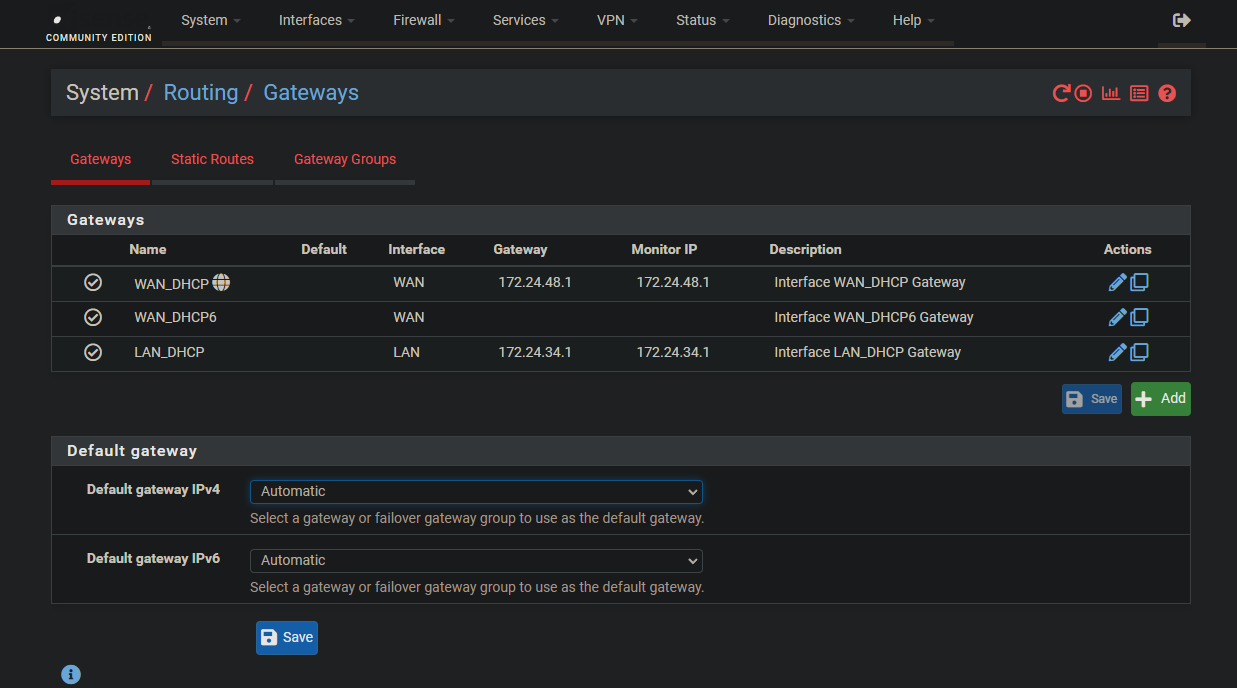 System Interfaces Firewall Services VPN Status Diagnostics Help
COMMUNITY EDITION
System / Routing / Gateways
Gateways Static Routes Gateway Groups
Gateways
Name Default Interface Gateway Monitor IP Description Actions
WAN_DHCP WAN 172.24.48.1 172.24.48.1 Interface WAN_DHCP Gateway
WAN_DHCP6 WAN Interface WAN_DHCP6 Gateway
LAN_DHCP LAN 172.24.34.1 172.24.34.1 Interface LAN_DHCP Gateway
Save Add
Default gateway
Default gateway IPv4 Automatic
Select a gateway or failover gateway group to use as the default gateway.
Default gateway IPv6 Automatic
Select a gateway or failover gateway group to use as the default gateway.
Save